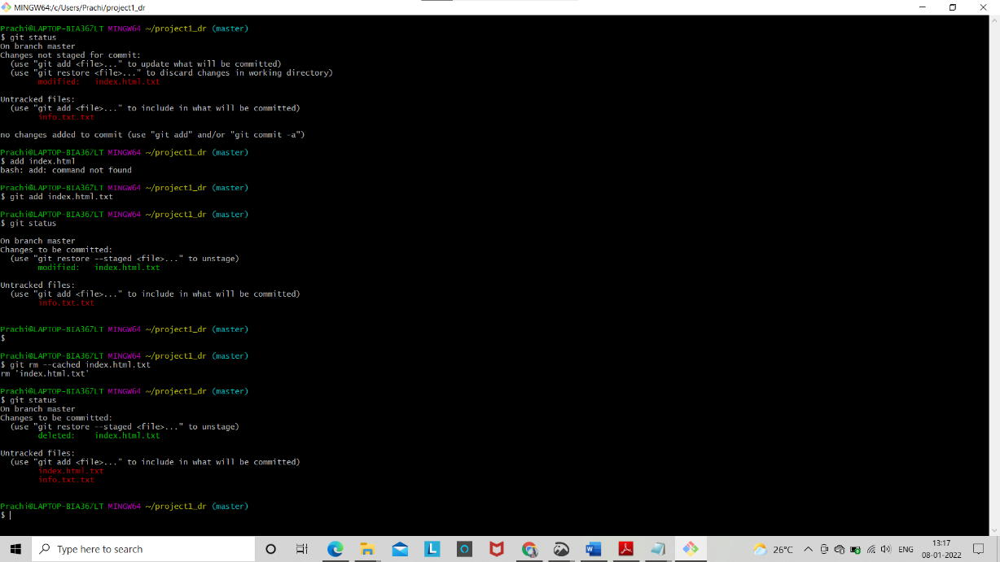 MINGW64:/c/Users/Prachi/project1_dr
Prachi@LAPTOP-BIA367LT MINGW64 ~/project1_dr (master)
$ git status
On branch master
Changes not staged for commit:
  (use "git add <file>..." to update what will be committed)
  (use "git restore <file>..." to discard changes in working directory)
        modified:   index.html.txt
Untracked files:
  (use "git add <file>..." to include in what will be committed)
        info.txt.txt
no changes added to commit (use "git add" and/or "git commit -a")
Prachi@LAPTOP-BIA367LT MINGW64 ~/project1_dr (master)
$ add index.html
bash: add: command not found
Prachi@LAPTOP-BIA367LT MINGW64 ~/project1_dr (master)
$ git add index.html.txt
Prachi@LAPTOP-BIA367LT MINGW64 ~/project1_dr (master)
$ git status
On branch master
Changes to be committed:
  (use "git restore --staged <file>..." to unstage)
        modified:   index.html.txt
Untracked files:
  (use "git add <file>..." to include in what will be committed)
        info.txt.txt
Prachi@LAPTOP-BIA367LT MINGW64 ~/project1_dr (master)
$
Prachi@LAPTOP-BIA367LT MINGW64 ~/project1_dr (master)
$ git rm --cached index.html.txt
rm 'index.html.txt'
Prachi@LAPTOP-BIA367LT MINGW64 ~/project1_dr (master)
$ git status
On branch master
Changes to be committed:
  (use "git restore --staged <file>..." to unstage)
        deleted:    index.html.txt
Untracked files:
  (use "git add <file>..." to include in what will be committed)
        index.html.txt
        info.txt.txt
Prachi@LAPTOP-BIA367LT MINGW64 ~/project1_dr (master)
$
Type here to search
L
W
26°C
ENG
13:17
08-01-2022